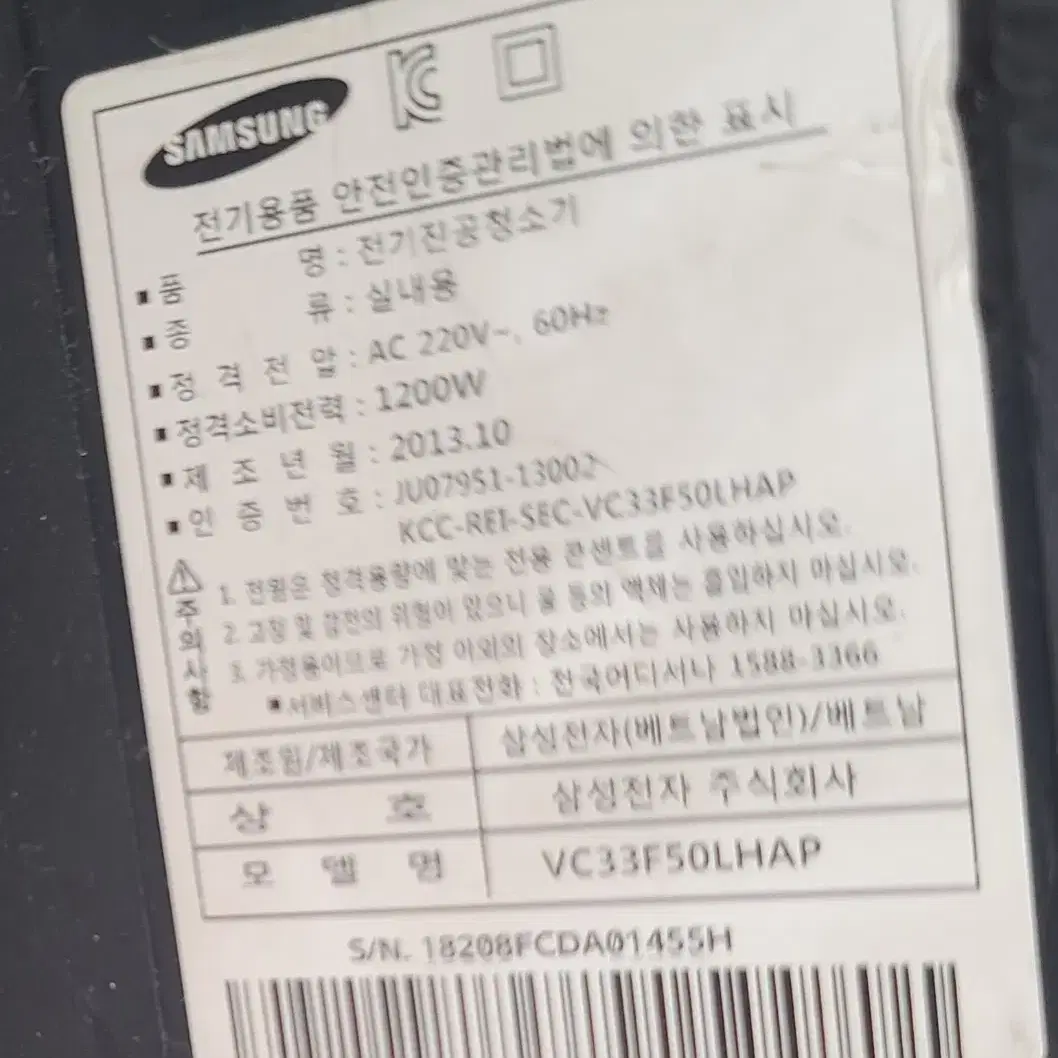 SAMSUNG
전기용품 안전인증관리법에 의한 표시
■ 품 명 : 전기진공청소기
■ 종 류 : 실내용
■ 정 격 전 압 : AC 220V~, 60Hz
■ 정격소비전력 : 1200W
■ 제 조 년 월 : 2013.10
■ 인 증 번 호 : JU07951-13002
KCC-REI-SEC-VC33F50LHAP
주의사항
1. 전원은 정격용량에 맞는 전용 콘센트를 사용하십시오.
2. 고장 및 감전의 위험이 있으니 물 등의 액체는 흡입하지 마십시오.
3. 가정용이므로 가정 이외의 장소에서는 사용하지 마십시오.
■ 서비스센터 대표전화 : 전국어디서나 1588-3366
제조원/제조국가 삼성전자(베트남법인)/베트남
상 호 삼성전자 주식회사
모 델 명 VC33F50LHAP
S/N. 18208FCDA01455H